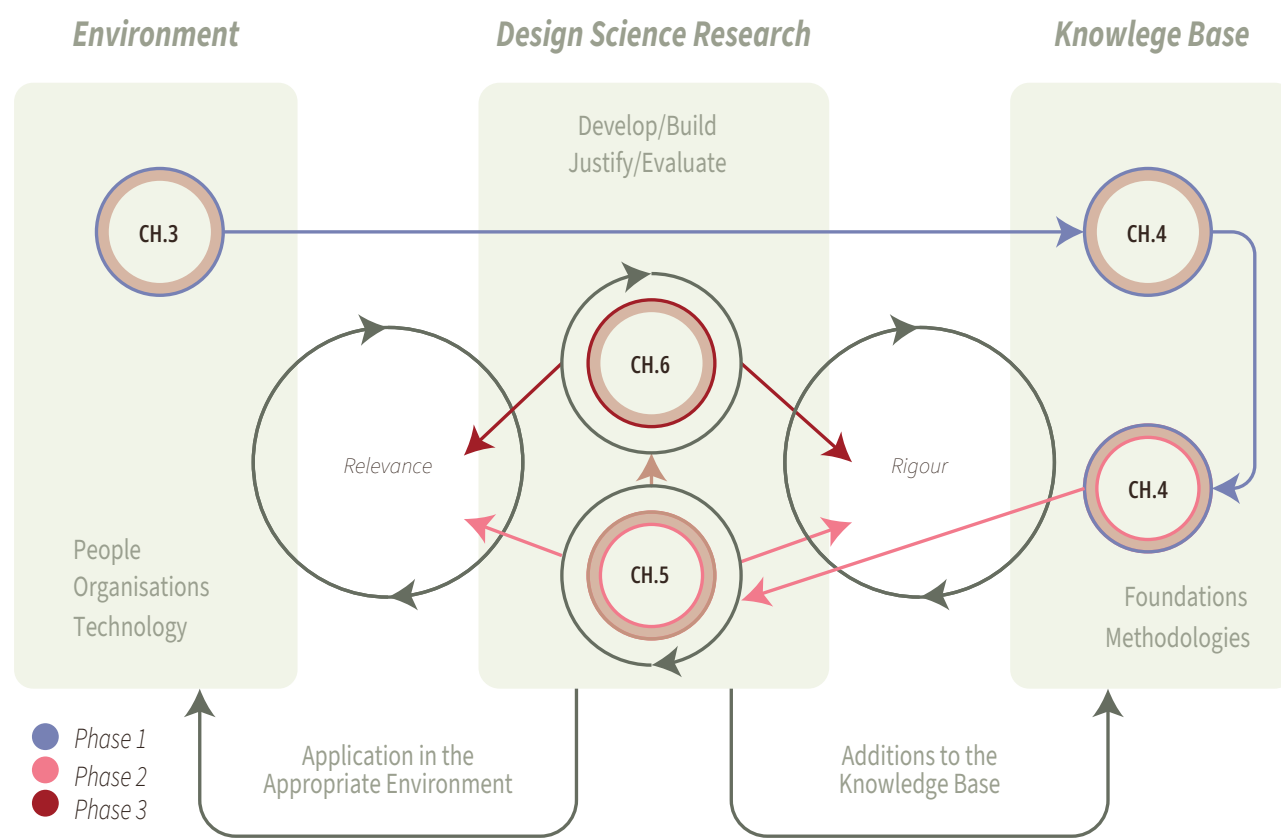 Environment
Design Science Research
Knowlege Base
Develop/Build
Justify/Evaluate
CH.3
CH.4
CH.6
Relevance
Rigour
CH.4
CH.5
People
Organisations
Technology
Foundations
Methodologies
Phase 1
Phase 2
Phase 3
Application in the
Appropriate Environment
Additions to the
Knowledge Base